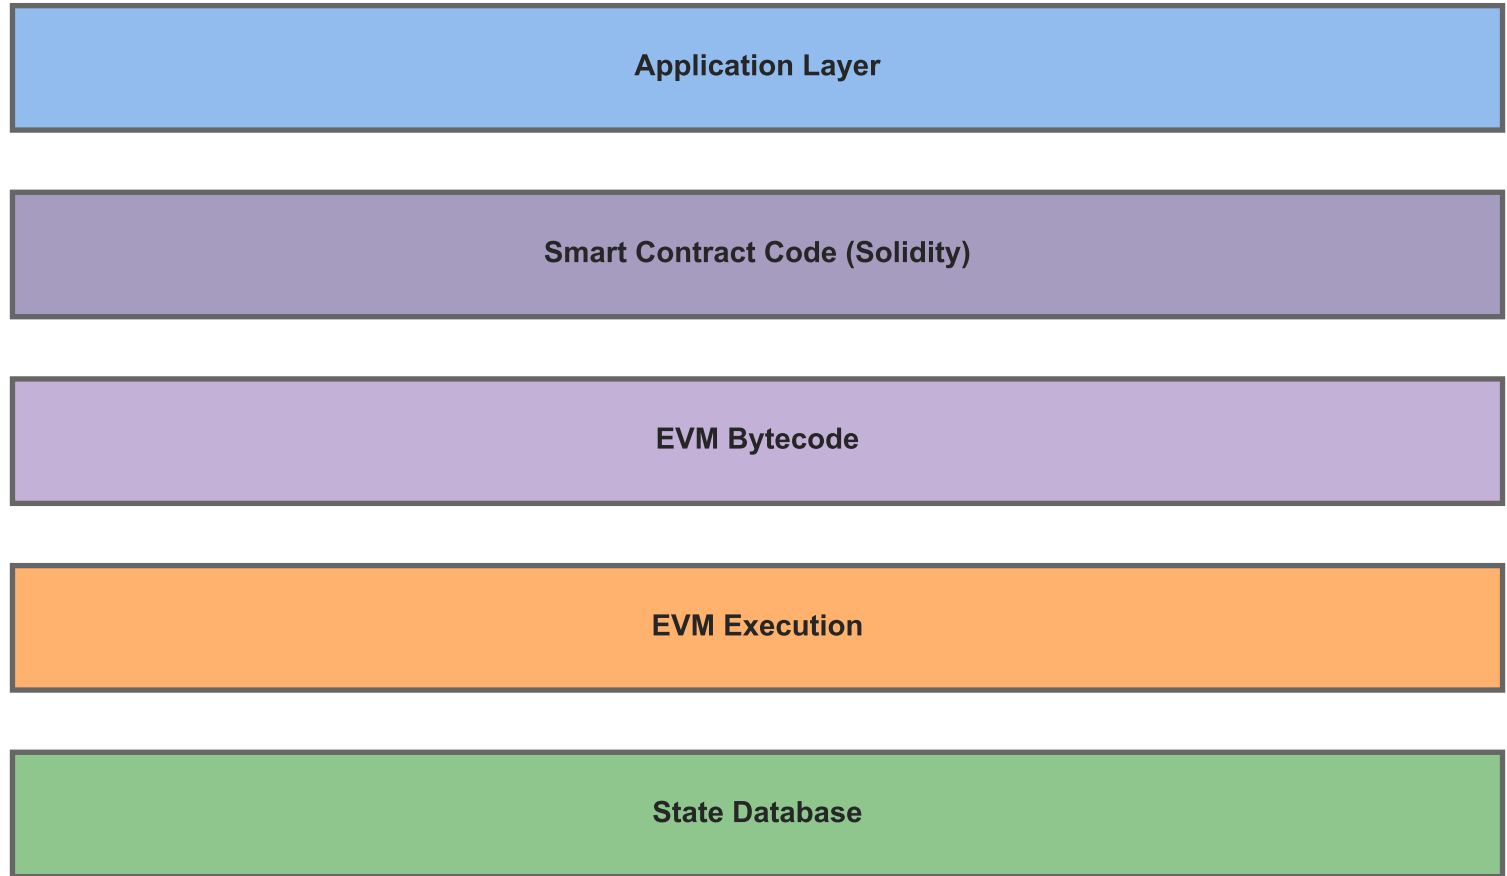 Application Layer
Smart Contract Code (Solidity)
EVM Bytecode
EVM Execution
State Database